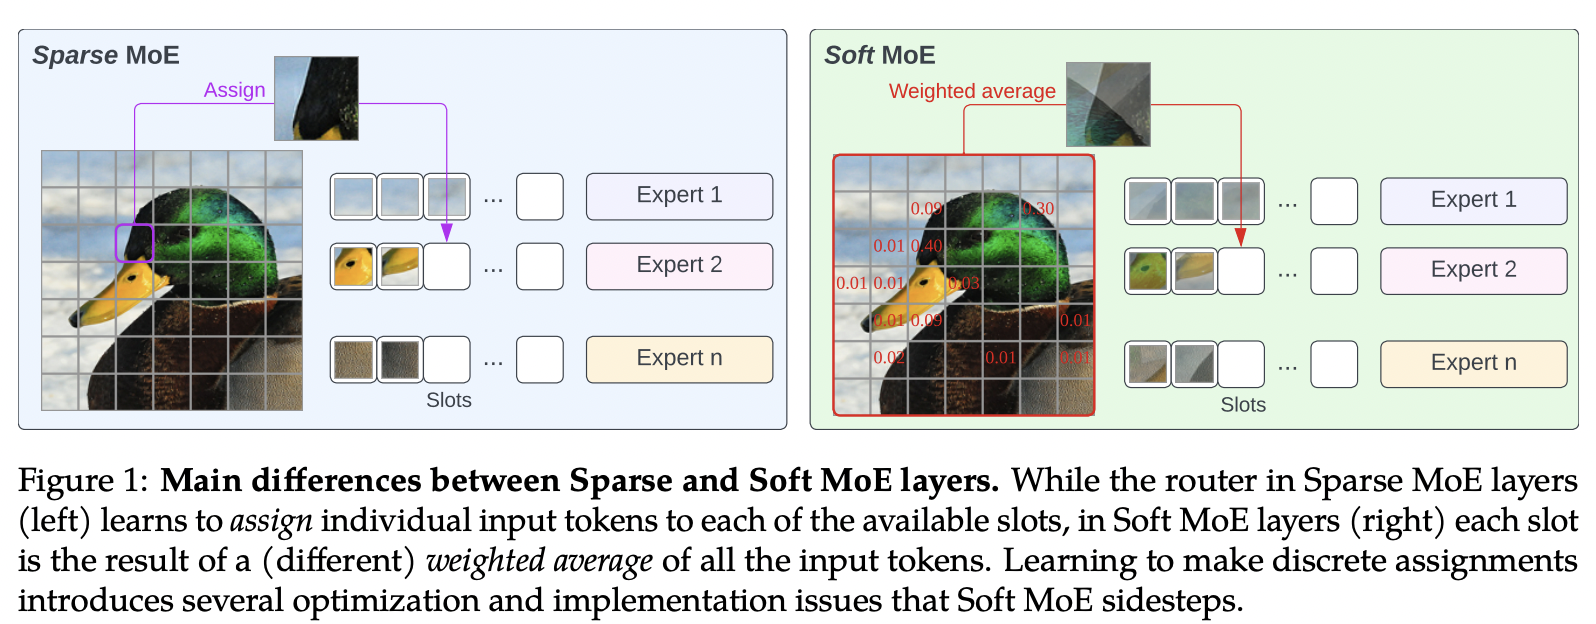 Sparse MoE
Assign
Expert 1
...
Expert 2
...
Expert n
...
Slots
Soft MoE
Weighted average
0.09 0.30
0.01 0.40
0.01 0.01 0.03
0.01 0.09 0.01
0.02 0.01 0.01
Expert 1
...
Expert 2
...
Expert n
...
Slots
Figure 1: Main differences between Sparse and Soft MoE layers. While the router in Sparse MoE layers
(left) learns to assign individual input tokens to each of the available slots, in Soft MoE layers (right) each slot
is the result of a (different) weighted average of all the input tokens. Learning to make discrete assignments
introduces several optimization and implementation issues that Soft MoE sidesteps.